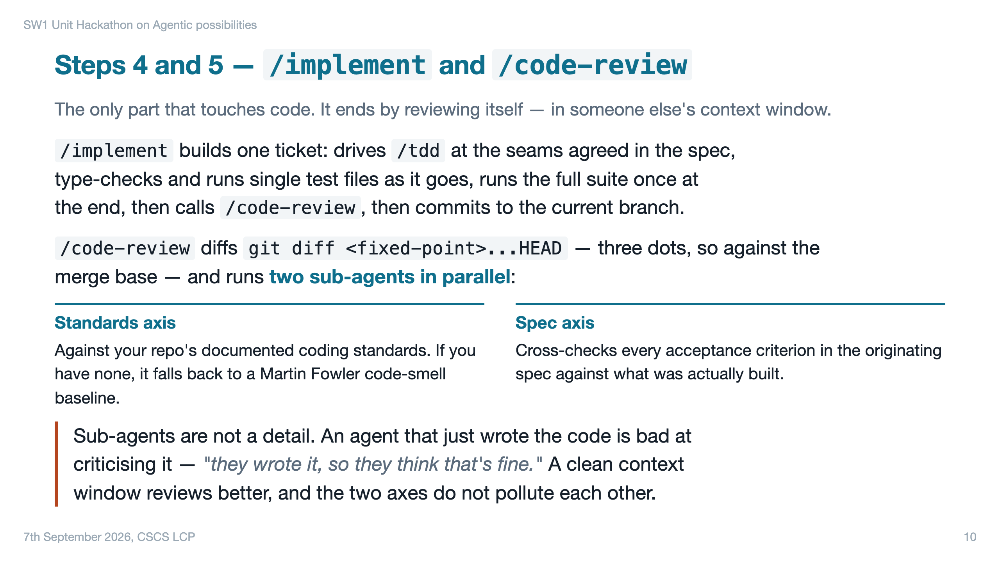 SW1 Unit Hackathon on Agentic possibilities
Steps 4 and 5 — /implement and /code-review
The only part that touches code. It ends by reviewing itself — in someone else's context window.
/implement builds one ticket: drives /tdd at the seams agreed in the spec,
type-checks and runs single test files as it goes, runs the full suite once at
the end, then calls /code-review, then commits to the current branch.
/code-review diffs git diff <fixed-point>...HEAD — three dots, so against the
merge base — and runs two sub-agents in parallel:
Standards axis
Against your repo's documented coding standards. If you
have none, it falls back to a Martin Fowler code-smell
baseline.
Spec axis
Cross-checks every acceptance criterion in the originating
spec against what was actually built.
Sub-agents are not a detail. An agent that just wrote the code is bad at
criticising it — "they wrote it, so they think that's fine." A clean context
window reviews better, and the two axes do not pollute each other.
7th September 2026, CSCS LCP
10